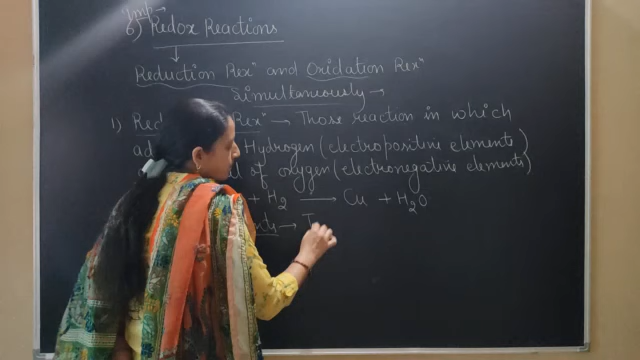 Imp →
6) Redox Reactions
↓
Reduction Rexⁿ and Oxidation Rexⁿ
Simultaneously →
1) Red Rexⁿ → Those reaction in which
ad Hydrogen (electropositive elements)
l of oxygen (electronegative elements)
+ H₂ ⟶ Cu + H₂O
→ I